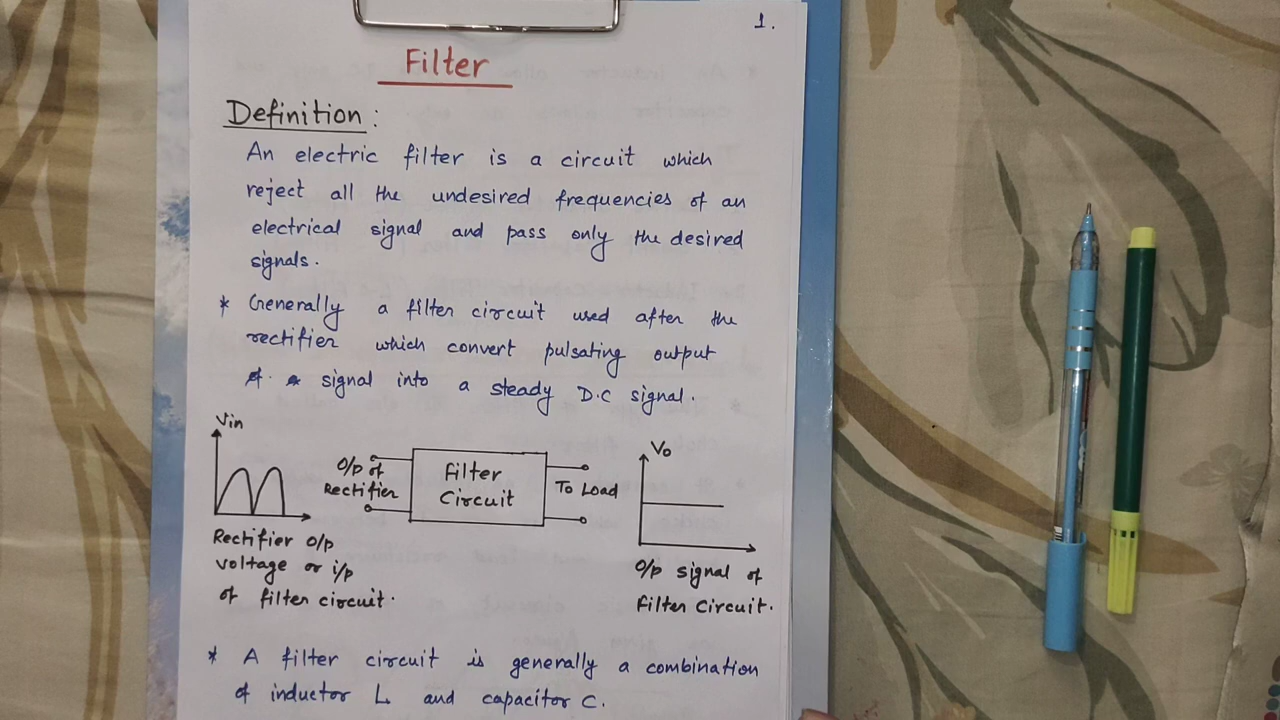 1.
Filter
Definition :
An electric filter is a circuit which
reject all the undesired frequencies of an
electrical signal and pass only the desired
signals.
* Generally a filter circuit used after the
rectifier which convert pulsating output
signal into a steady D.C signal.
Vin
O/p of
Rectifier
Filter
Circuit
To Load
Vo
Rectifier O/p
voltage or i/p
of filter circuit.
O/p signal of
Filter Circuit.
* A filter circuit is generally a combination
of inductor L and capacitor C.